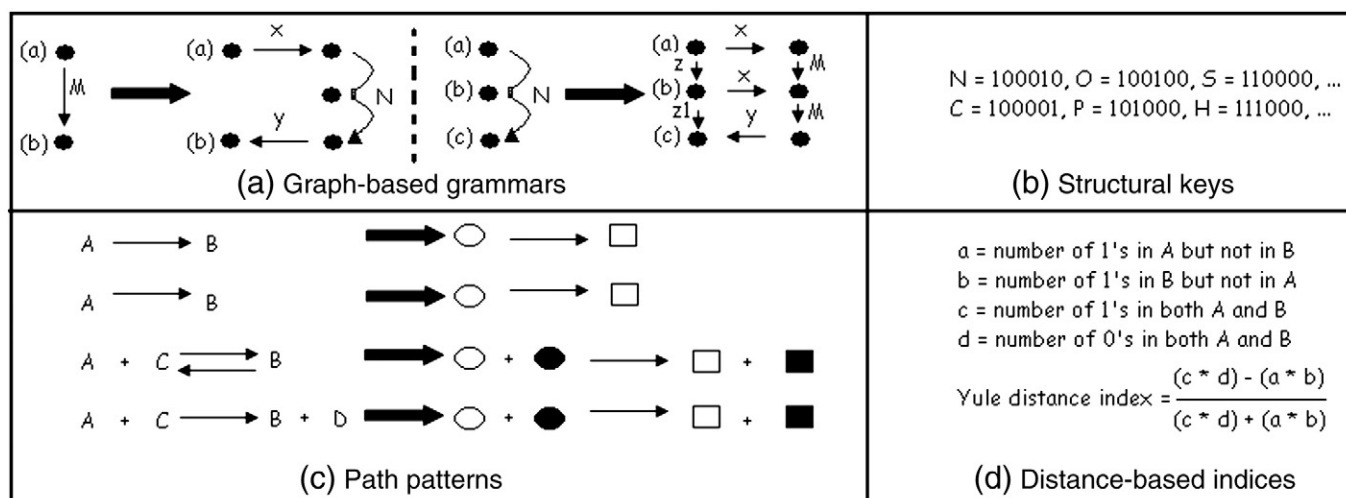 (a) x (a) x
M (a) z M
N (b) N (b) x
y z1 y M
(b) (b) (c) (c)
(a) Graph-based grammars
N = 100010, O = 100100, S = 110000, ...
C = 100001, P = 101000, H = 111000, ...
(b) Structural keys
A B
A B
A + C B + +
A + C B + D + +
(c) Path patterns
a = number of 1's in A but not in B
b = number of 1's in B but not in A
c = number of 1's in both A and B
d = number of 0's in both A and B
(c * d) - (a * b)
Yule distance index =
(c * d) + (a * b)
(d) Distance-based indices